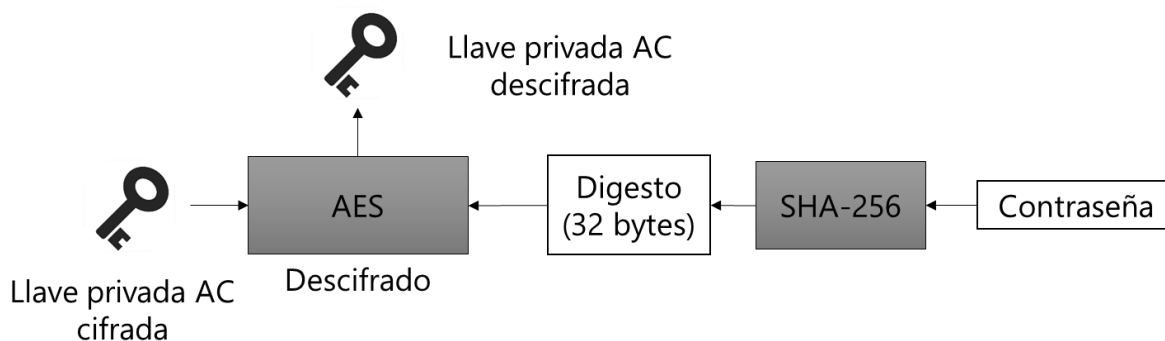 Llave privada AC
descifrada
Llave privada AC
cifrada
AES
Descifrado
Digesto
(32 bytes)
SHA-256
Contraseña